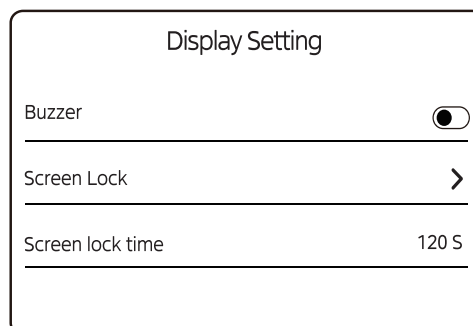 Display Setting
Buzzer
Screen Lock
Screen lock time 120 S